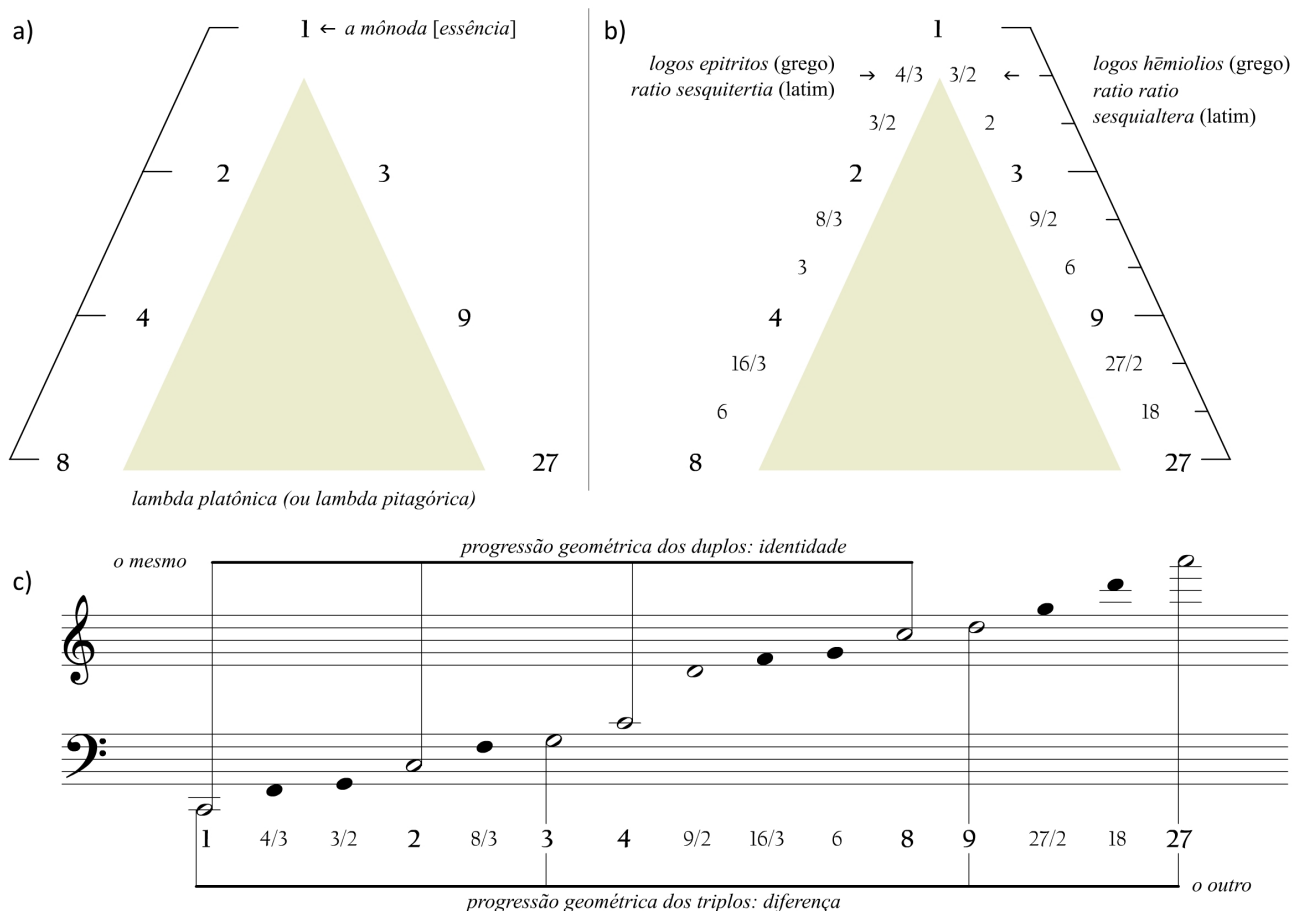 a)
1 ← a mônoda [essência]
2 3
4 9
8 27
lambda platônica (ou lambda pitagórica)
b)
1
logos epitritos (grego)
ratio sesquitertia (latim)
→ 4/3 3/2 ←
logos hēmiolios (grego)
ratio ratio
sesquialtera (latim)
3/2 2
2 3
8/3 9/2
3 6
4 9
16/3 27/2
6 18
8 27
c)
o mesmo
progressão geométrica dos duplos: identidade
1 4/3 3/2 2 8/3 3 4 9/2 16/3 6 8 9 27/2 18 27
o outro
progressão geométrica dos triplos: diferença